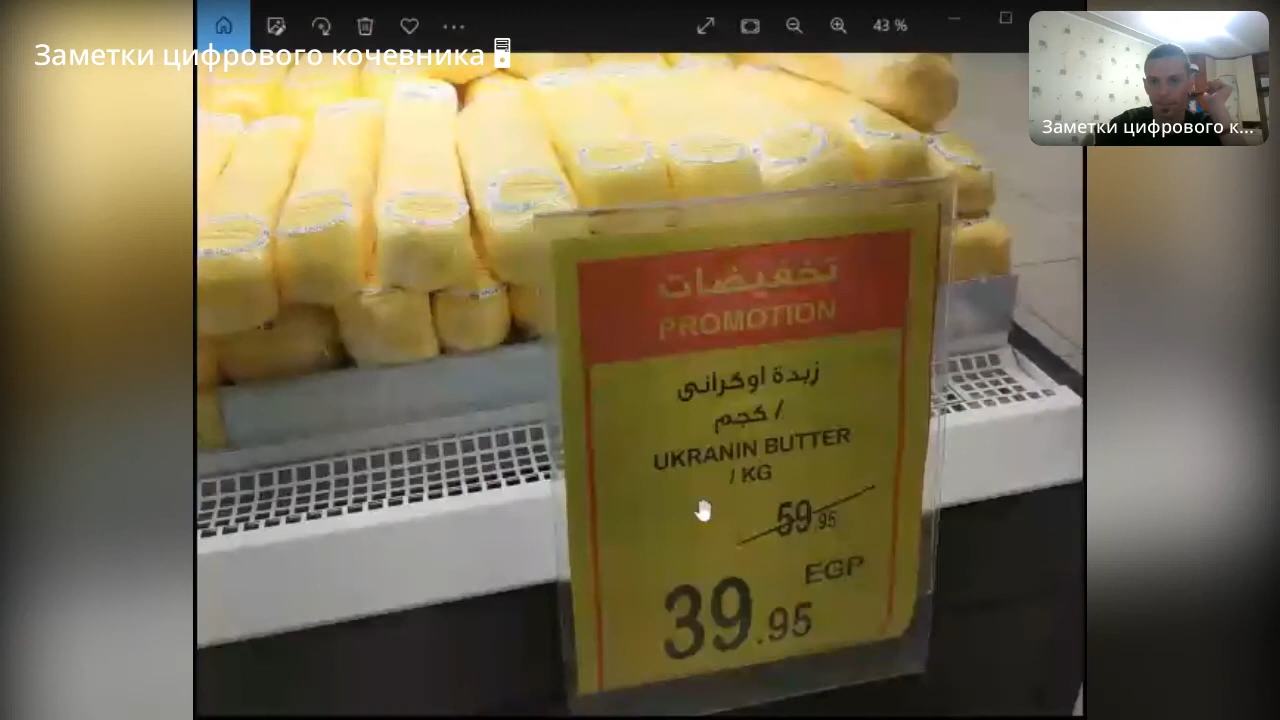 43 %
Заметки цифрового кочевника
Заметки цифрового к...
تخفيضات
PROMOTION
زبدة اوكرانى
/ كجم
UKRANIN BUTTER
/ KG
59.95
EGP
39.95